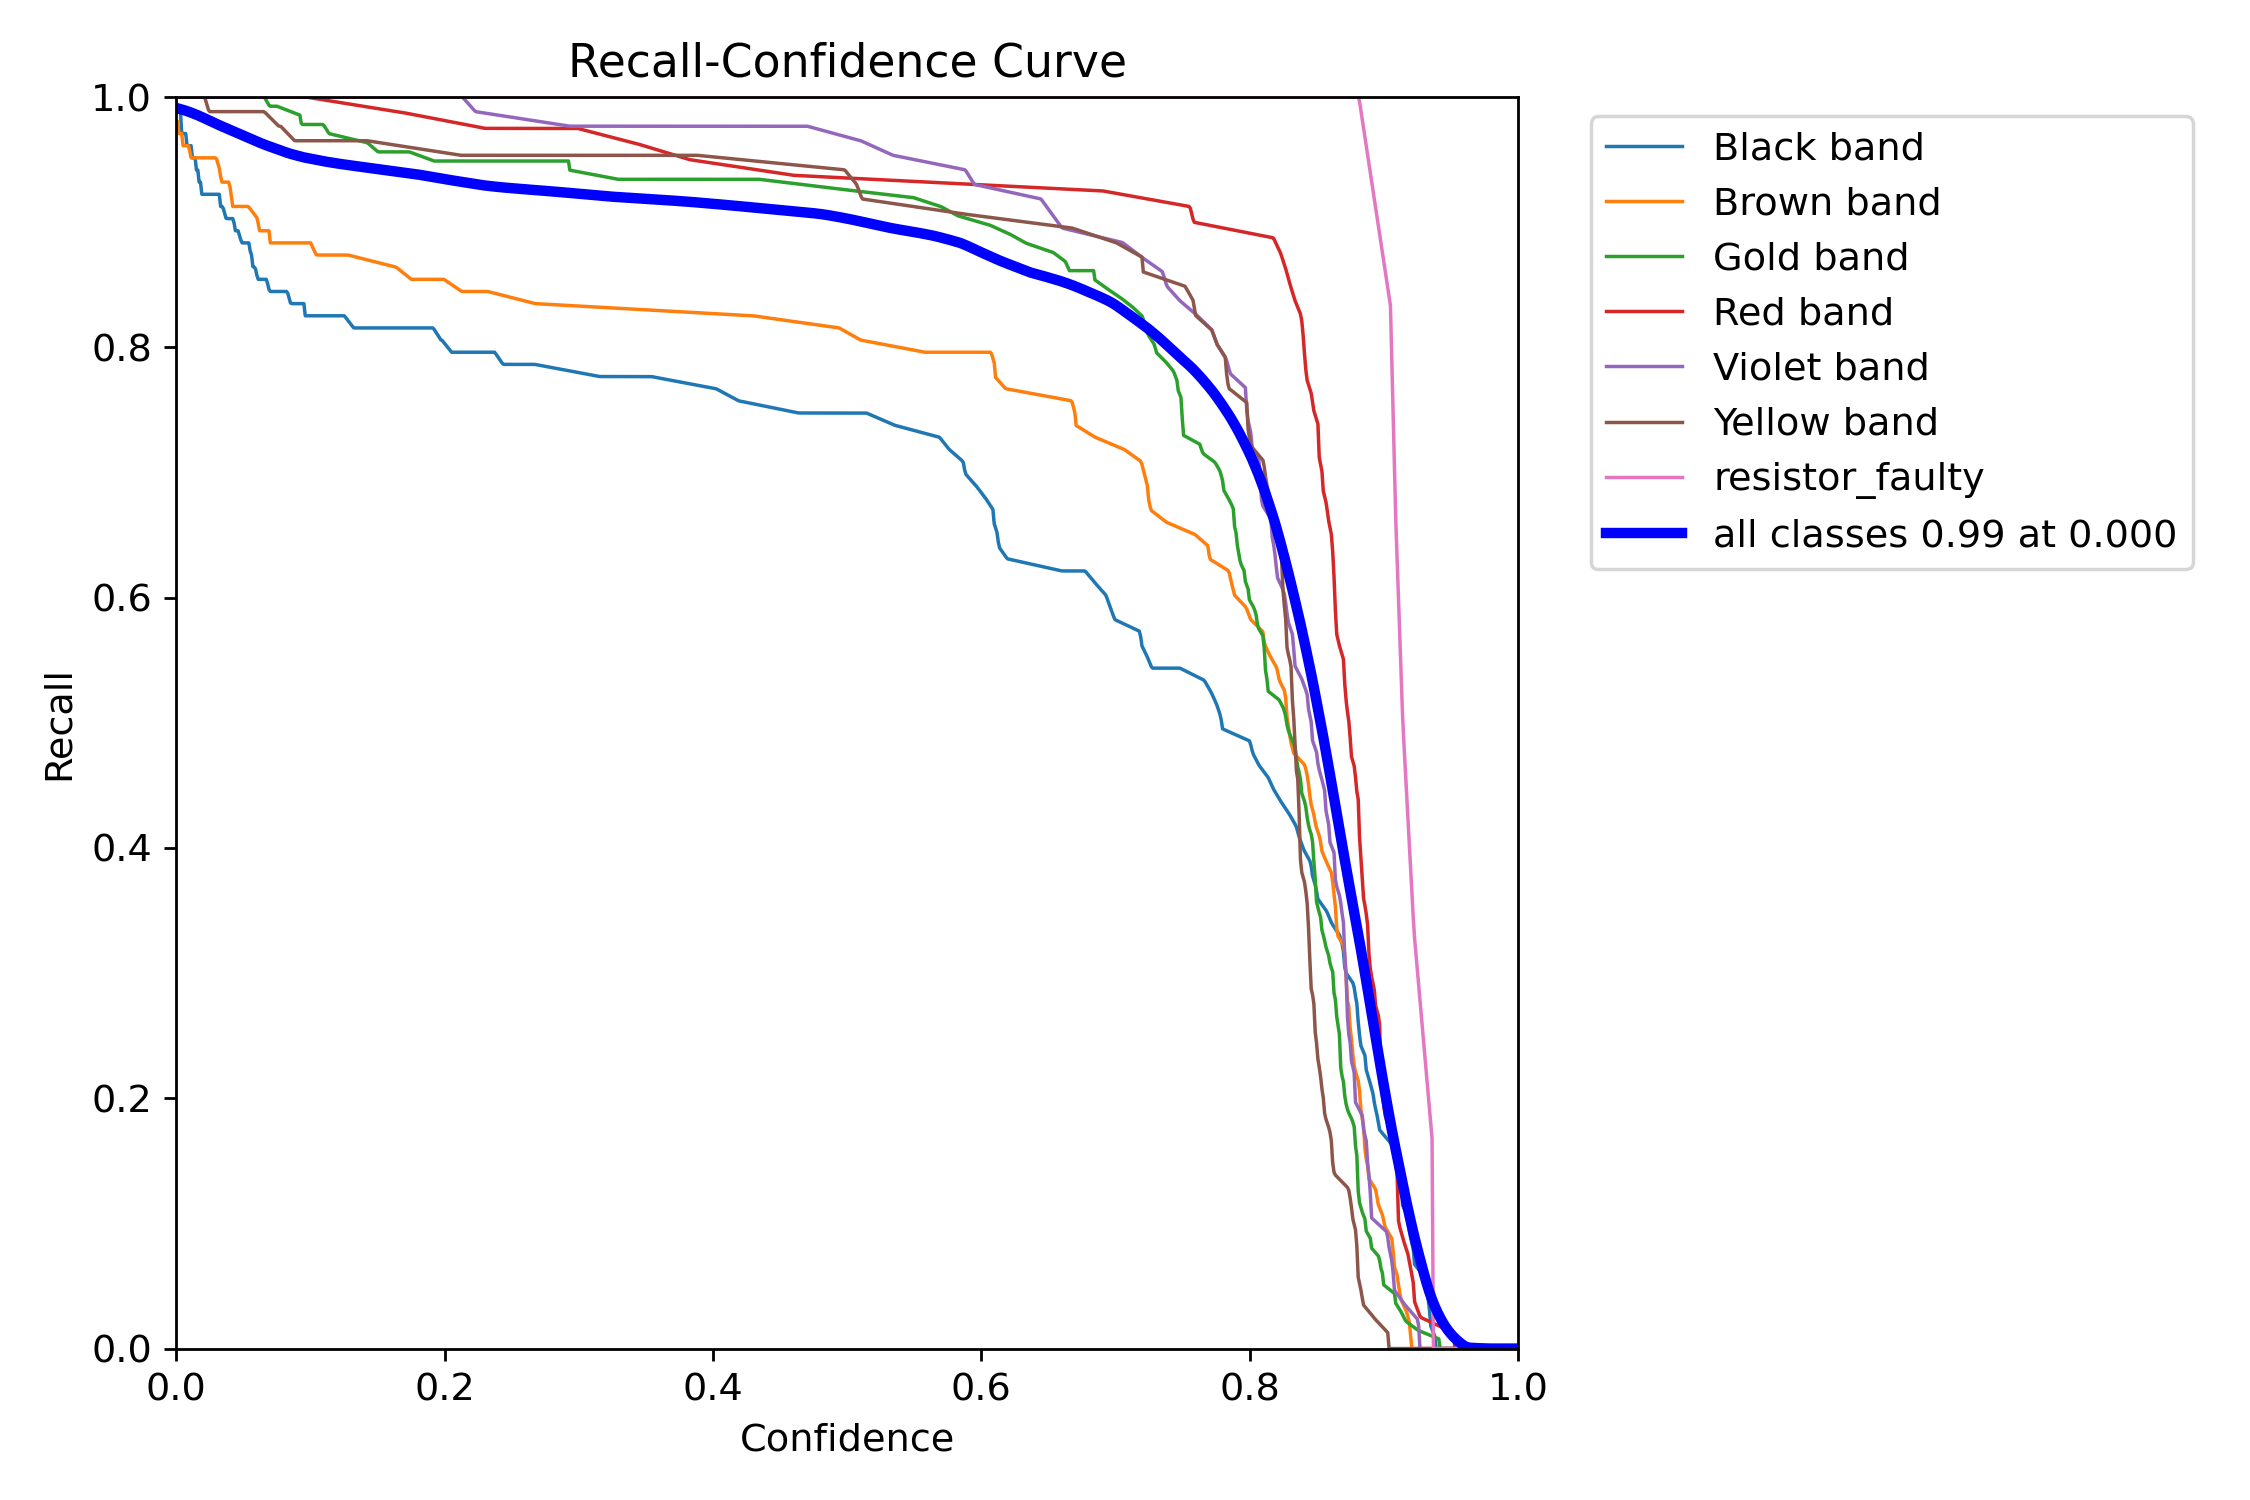 Recall-Confidence Curve
1.0
0.8
0.6
0.4
0.2
0.0
Recall
0.0 0.2 0.4 0.6 0.8 1.0
Confidence
Black band
Brown band
Gold band
Red band
Violet band
Yellow band
resistor_faulty
all classes 0.99 at 0.000